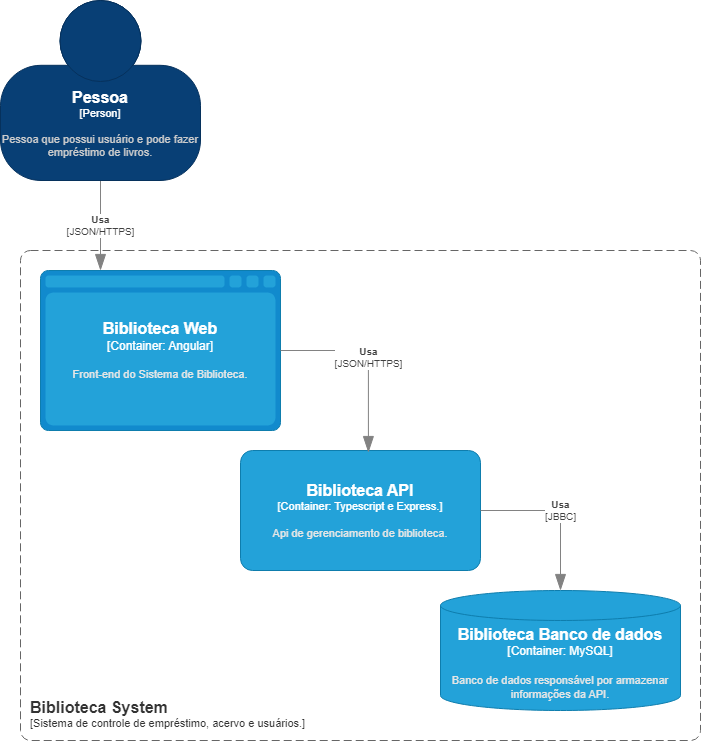 Pessoa
[Person]
Pessoa que possui usuário e pode fazer
empréstimo de livros.
Usa
[JSON/HTTPS]
Biblioteca Web
[Container: Angular]
Front-end do Sistema de Biblioteca.
Usa
[JSON/HTTPS]
Biblioteca API
[Container: Typescript e Express.]
Api de gerenciamento de biblioteca.
Usa
[JBBC]
Biblioteca Banco de dados
[Container: MySQL]
Banco de dados responsável por armazenar
informações da API.
Biblioteca System
[Sistema de controle de empréstimo, acervo e usuários.]